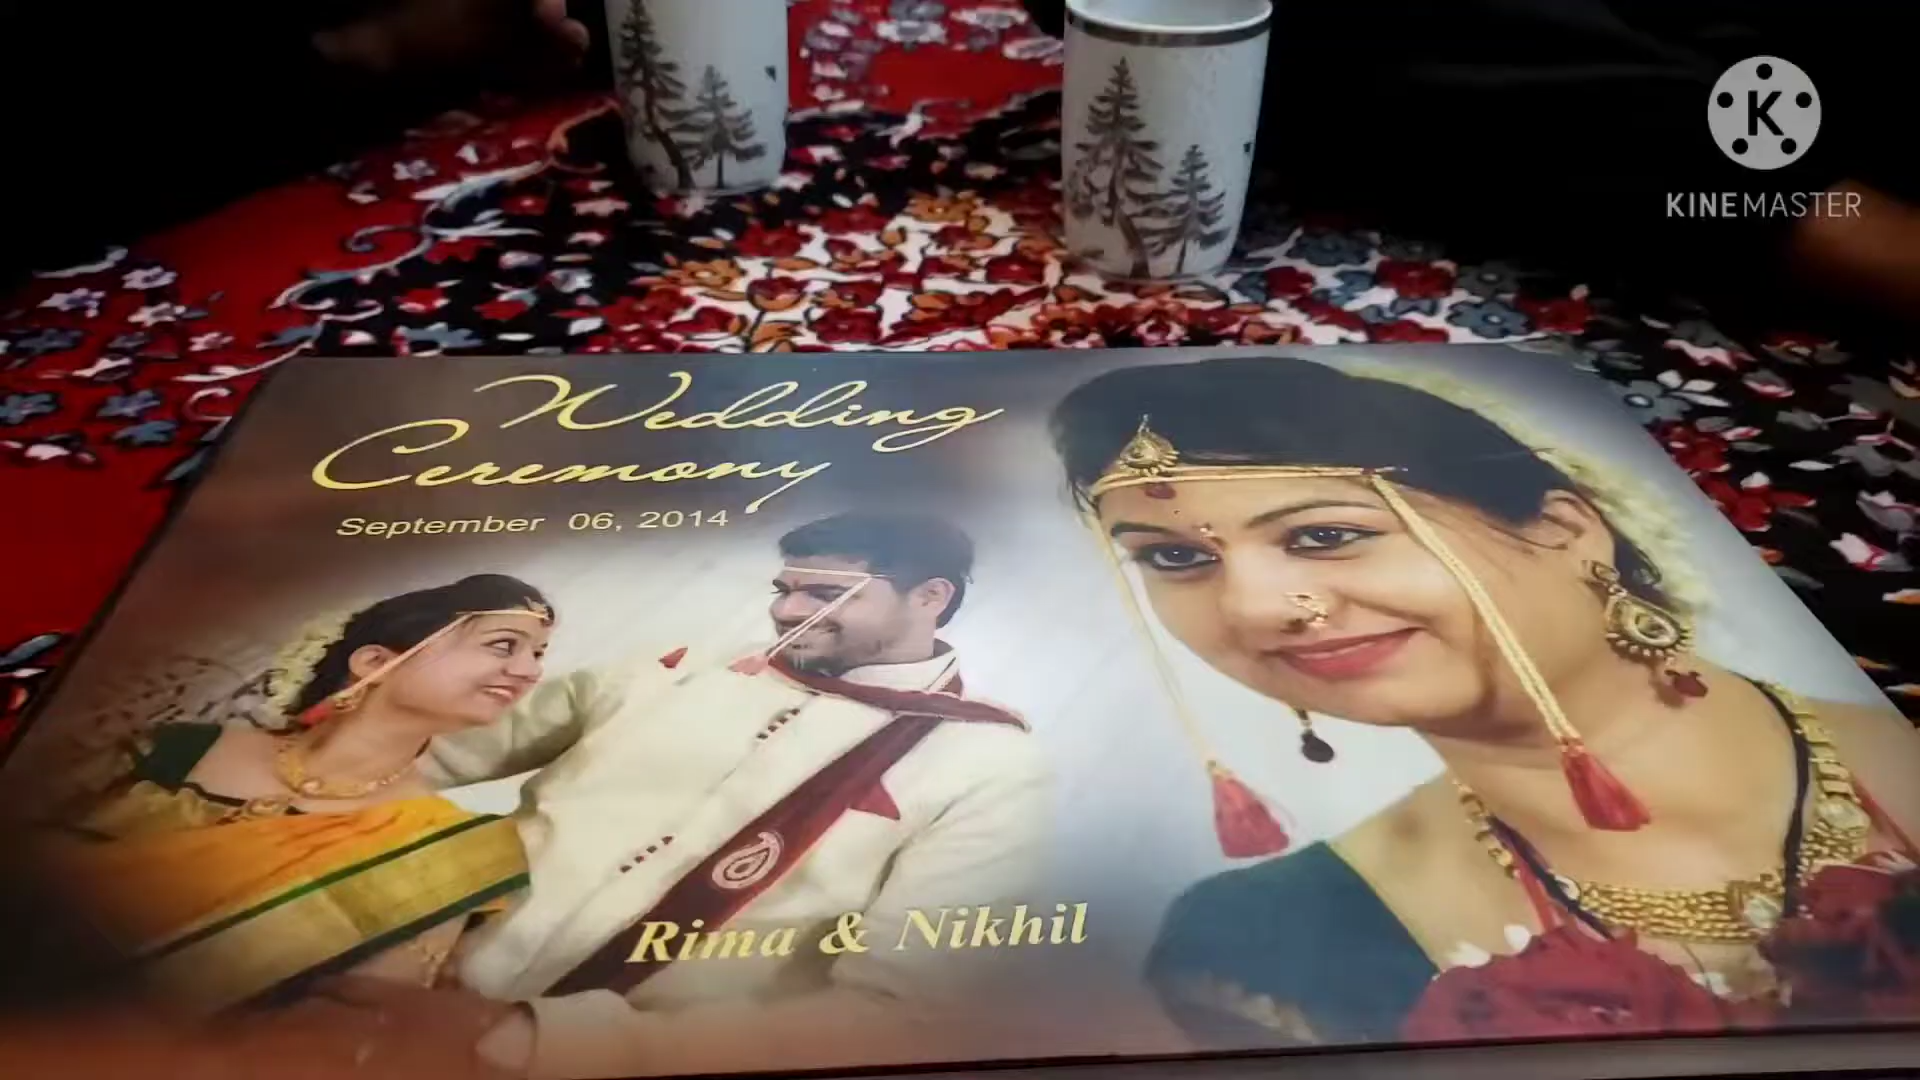 Wedding
Ceremony
September 06, 2014
Rima & Nikhil
K
KINEMASTER